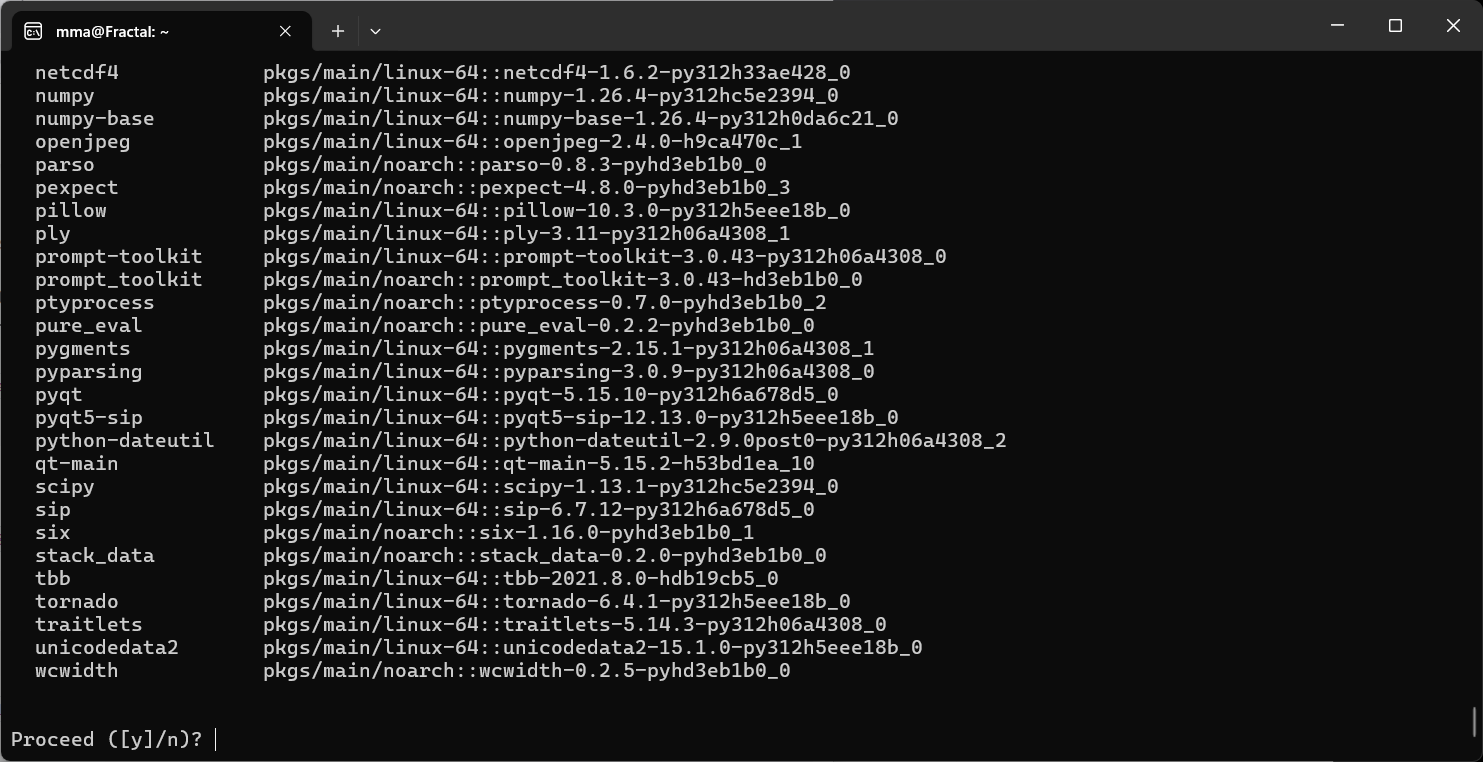 mma@Fractal: ~
netcdf4 pkgs/main/linux-64::netcdf4-1.6.2-py312h33ae428_0
numpy pkgs/main/linux-64::numpy-1.26.4-py312hc5e2394_0
numpy-base pkgs/main/linux-64::numpy-base-1.26.4-py312h0da6c21_0
openjpeg pkgs/main/linux-64::openjpeg-2.4.0-h9ca470c_1
parso pkgs/main/noarch::parso-0.8.3-pyhd3eb1b0_0
pexpect pkgs/main/noarch::pexpect-4.8.0-pyhd3eb1b0_3
pillow pkgs/main/linux-64::pillow-10.3.0-py312h5eee18b_0
ply pkgs/main/linux-64::ply-3.11-py312h06a4308_1
prompt-toolkit pkgs/main/linux-64::prompt-toolkit-3.0.43-py312h06a4308_0
prompt_toolkit pkgs/main/noarch::prompt_toolkit-3.0.43-hd3eb1b0_0
ptyprocess pkgs/main/noarch::ptyprocess-0.7.0-pyhd3eb1b0_2
pure_eval pkgs/main/noarch::pure_eval-0.2.2-pyhd3eb1b0_0
pygments pkgs/main/linux-64::pygments-2.15.1-py312h06a4308_1
pyparsing pkgs/main/linux-64::pyparsing-3.0.9-py312h06a4308_0
pyqt pkgs/main/linux-64::pyqt-5.15.10-py312h6a678d5_0
pyqt5-sip pkgs/main/linux-64::pyqt5-sip-12.13.0-py312h5eee18b_0
python-dateutil pkgs/main/linux-64::python-dateutil-2.9.0post0-py312h06a4308_2
qt-main pkgs/main/linux-64::qt-main-5.15.2-h53bd1ea_10
scipy pkgs/main/linux-64::scipy-1.13.1-py312hc5e2394_0
sip pkgs/main/linux-64::sip-6.7.12-py312h6a678d5_0
six pkgs/main/noarch::six-1.16.0-pyhd3eb1b0_1
stack_data pkgs/main/noarch::stack_data-0.2.0-pyhd3eb1b0_0
tbb pkgs/main/linux-64::tbb-2021.8.0-hdb19cb5_0
tornado pkgs/main/linux-64::tornado-6.4.1-py312h5eee18b_0
traitlets pkgs/main/linux-64::traitlets-5.14.3-py312h06a4308_0
unicodedata2 pkgs/main/linux-64::unicodedata2-15.1.0-py312h5eee18b_0
wcwidth pkgs/main/noarch::wcwidth-0.2.5-pyhd3eb1b0_0
Proceed ([y]/n)?